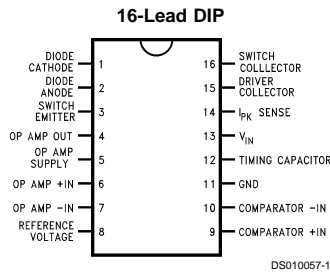 16-Lead DIP
DIODE
CATHODE
1
DIODE
ANODE
2
SWITCH
EMITTER
3
OP AMP OUT
4
OP AMP
SUPPLY
5
OP AMP +IN
6
OP AMP −IN
7
REFERENCE
VOLTAGE
8
16
SWITCH
COLLLECTOR
15
DRIVER
COLLECTOR
14
IPK SENSE
13
VIN
12
TIMING CAPACITOR
11
GND
10
COMPARATOR −IN
9
COMPARATOR +IN
DS010057-1